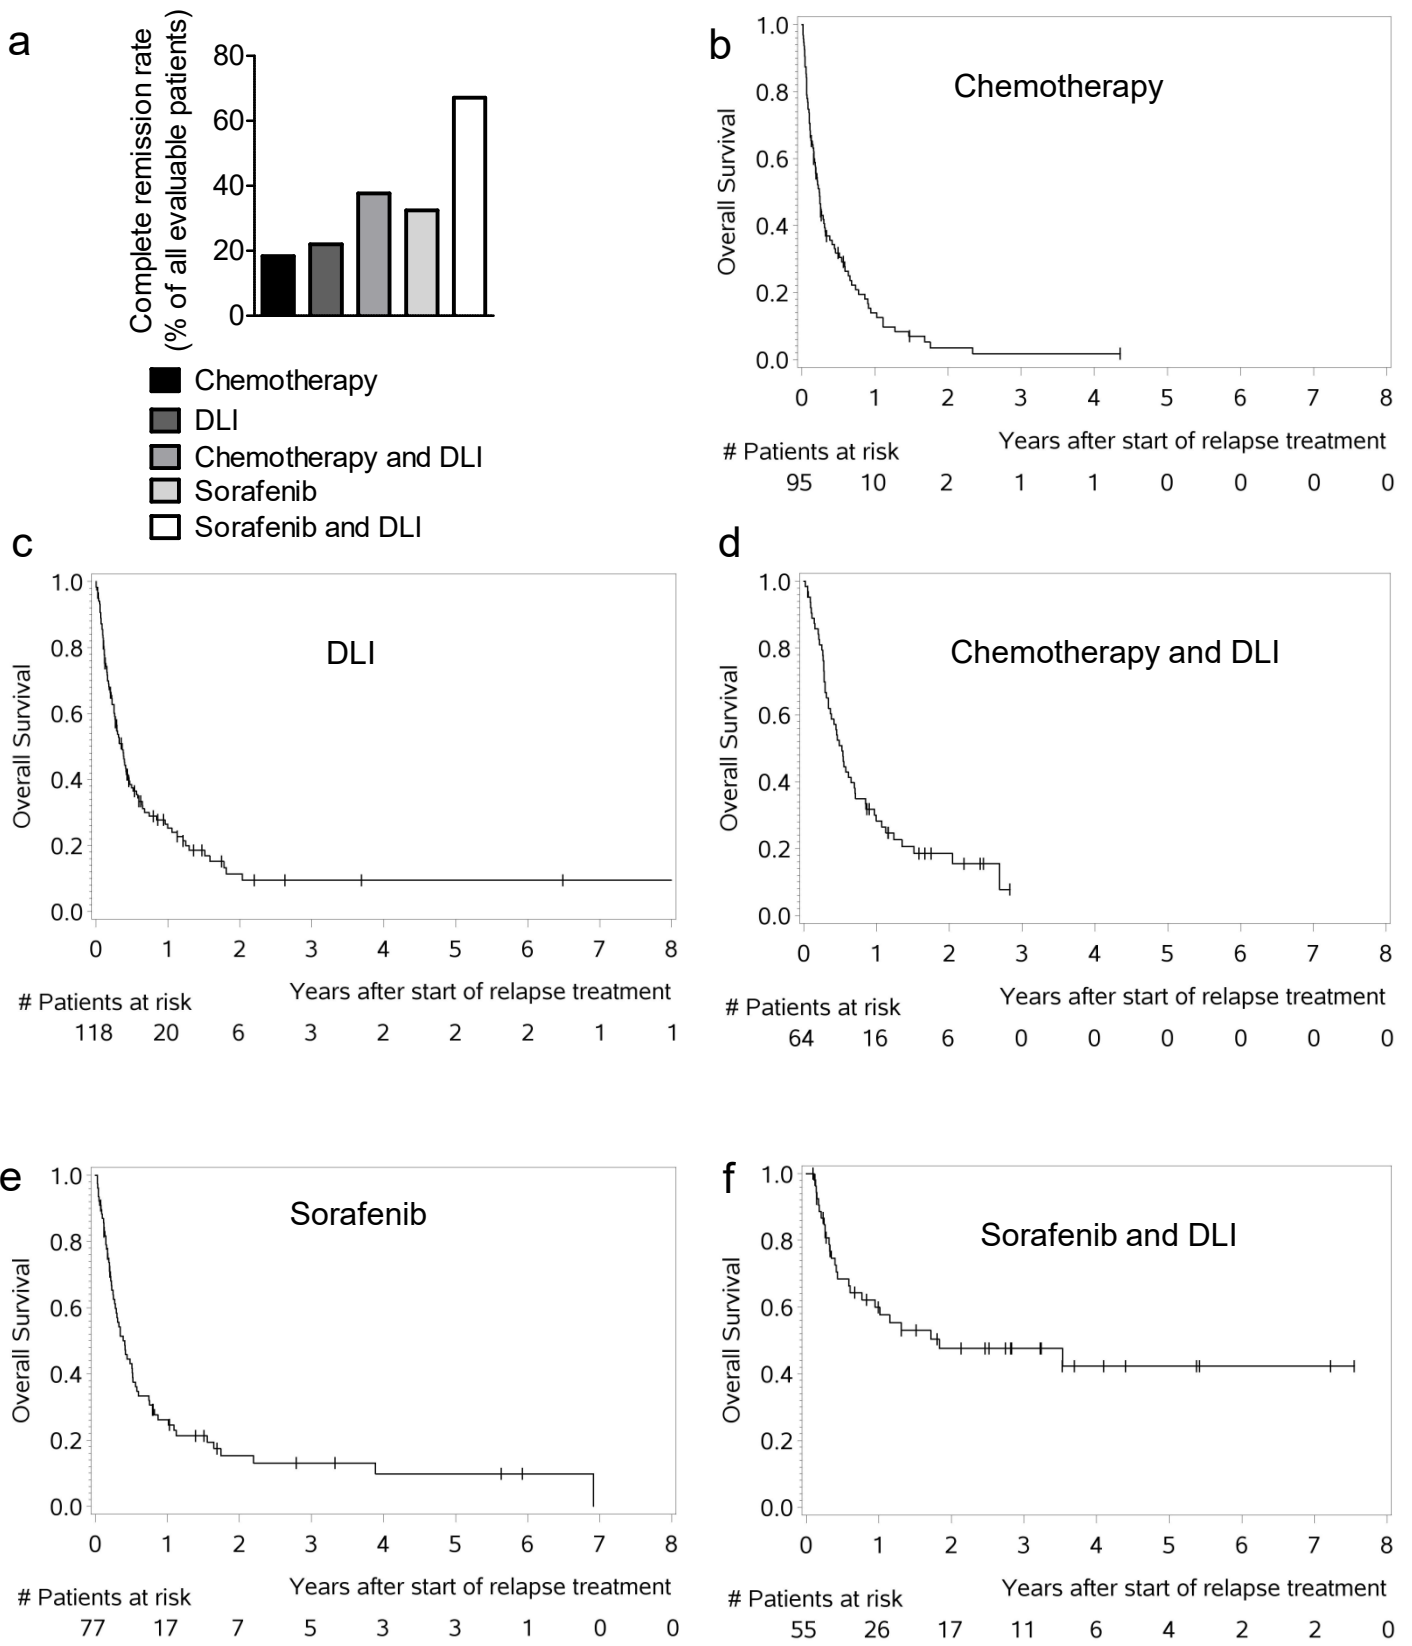 a
Complete remission rate
(% of all evaluable patients)
80
60
40
20
0
Chemotherapy
DLI
Chemotherapy and DLI
Sorafenib
Sorafenib and DLI
b
Chemotherapy
Overall Survival
1.0
0.8
0.6
0.4
0.2
0.0
0 1 2 3 4 5 6 7 8
Years after start of relapse treatment
# Patients at risk
95 10 2 1 1 0 0 0 0
c
DLI
Overall Survival
1.0
0.8
0.6
0.4
0.2
0.0
0 1 2 3 4 5 6 7 8
Years after start of relapse treatment
# Patients at risk
118 20 6 3 2 2 2 1 1
d
Chemotherapy and DLI
Overall Survival
1.0
0.8
0.6
0.4
0.2
0.0
0 1 2 3 4 5 6 7 8
Years after start of relapse treatment
# Patients at risk
64 16 6 0 0 0 0 0 0
e
Sorafenib
Overall Survival
1.0
0.8
0.6
0.4
0.2
0.0
0 1 2 3 4 5 6 7 8
Years after start of relapse treatment
# Patients at risk
77 17 7 5 3 3 1 0 0
f
Sorafenib and DLI
Overall Survival
1.0
0.8
0.6
0.4
0.2
0.0
0 1 2 3 4 5 6 7 8
Years after start of relapse treatment
# Patients at risk
55 26 17 11 6 4 2 2 0